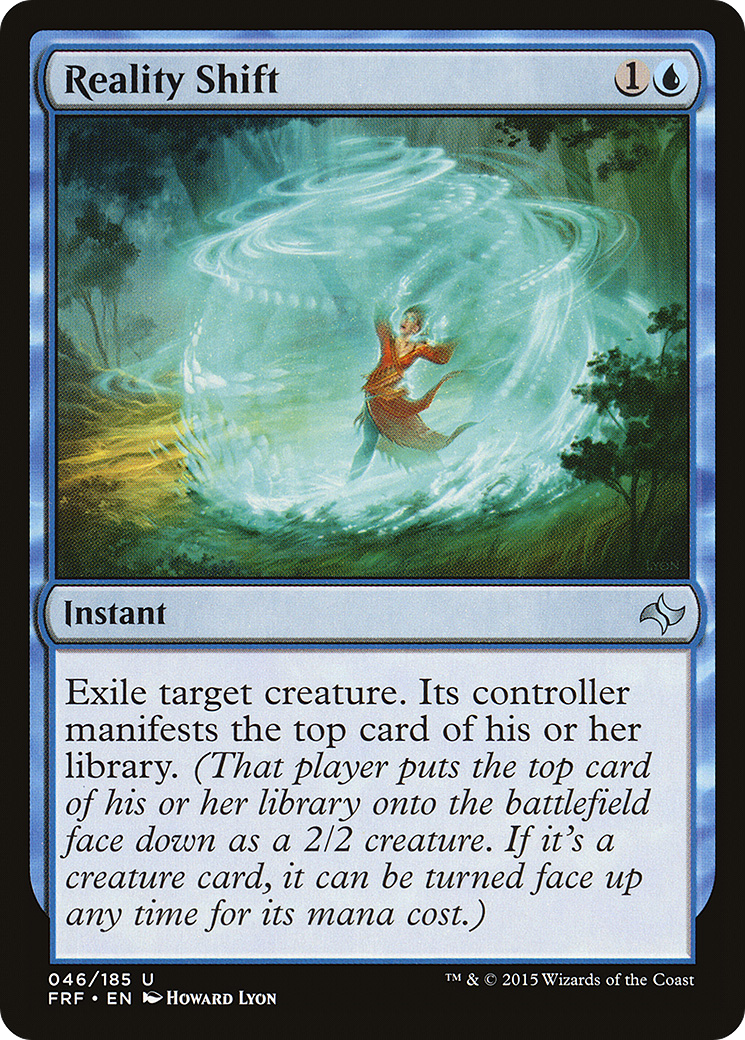 Reality Shift 1
LYON
Instant
Exile target creature. Its controller
manifests the top card of his or her
library. (That player puts the top card
of his or her library onto the battlefield
face down as a 2/2 creature. If it's a
creature card, it can be turned face up
any time for its mana cost.)
046/185 U
™ & © 2015 Wizards of the Coast
FRF • EN Howard Lyon